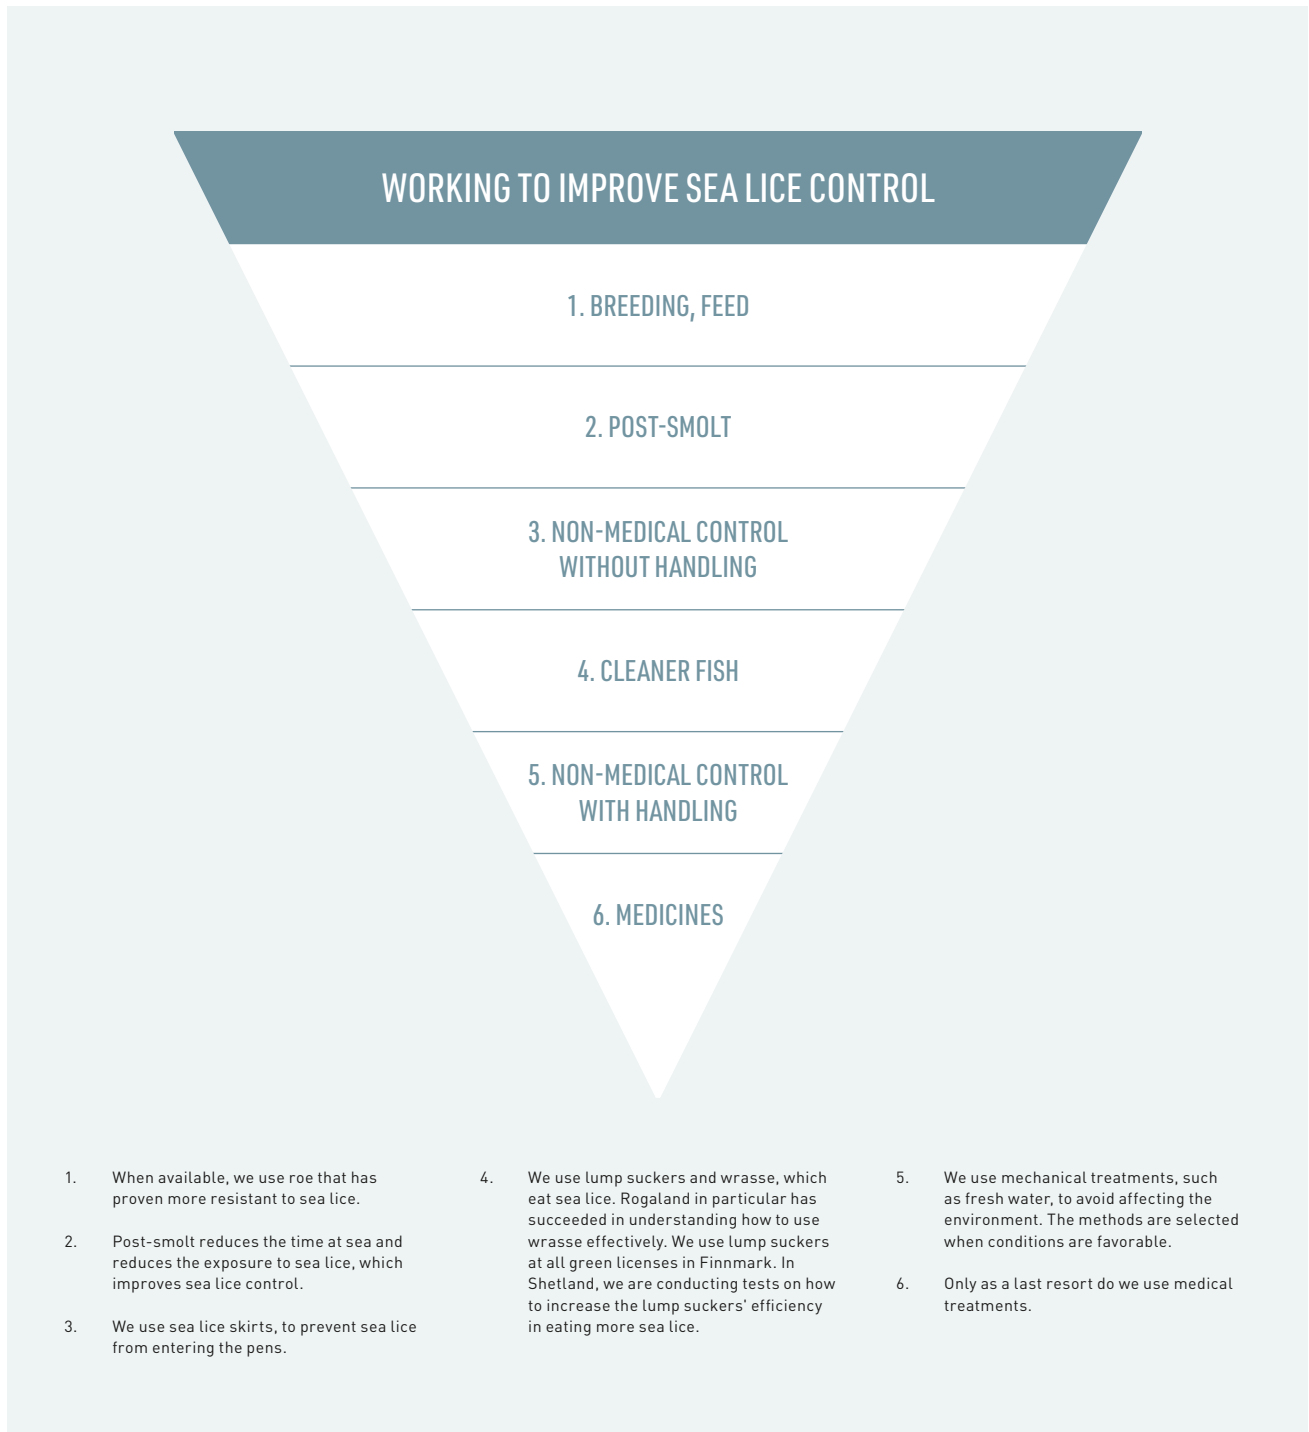 WORKING TO IMPROVE SEA LICE CONTROL
1. BREEDING, FEED
2. POST-SMOLT
3. NON-MEDICAL CONTROL
WITHOUT HANDLING
4. CLEANER FISH
5. NON-MEDICAL CONTROL
WITH HANDLING
6. MEDICINES
1. When available, we use roe that has
proven more resistant to sea lice.
2. Post-smolt reduces the time at sea and
reduces the exposure to sea lice, which
improves sea lice control.
3. We use sea lice skirts, to prevent sea lice
from entering the pens.
4. We use lump suckers and wrasse, which
eat sea lice. Rogaland in particular has
succeeded in understanding how to use
wrasse effectively. We use lump suckers
at all green licenses in Finnmark. In
Shetland, we are conducting tests on how
to increase the lump suckers' efficiency
in eating more sea lice.
5. We use mechanical treatments, such
as fresh water, to avoid affecting the
environment. The methods are selected
when conditions are favorable.
6. Only as a last resort do we use medical
treatments.